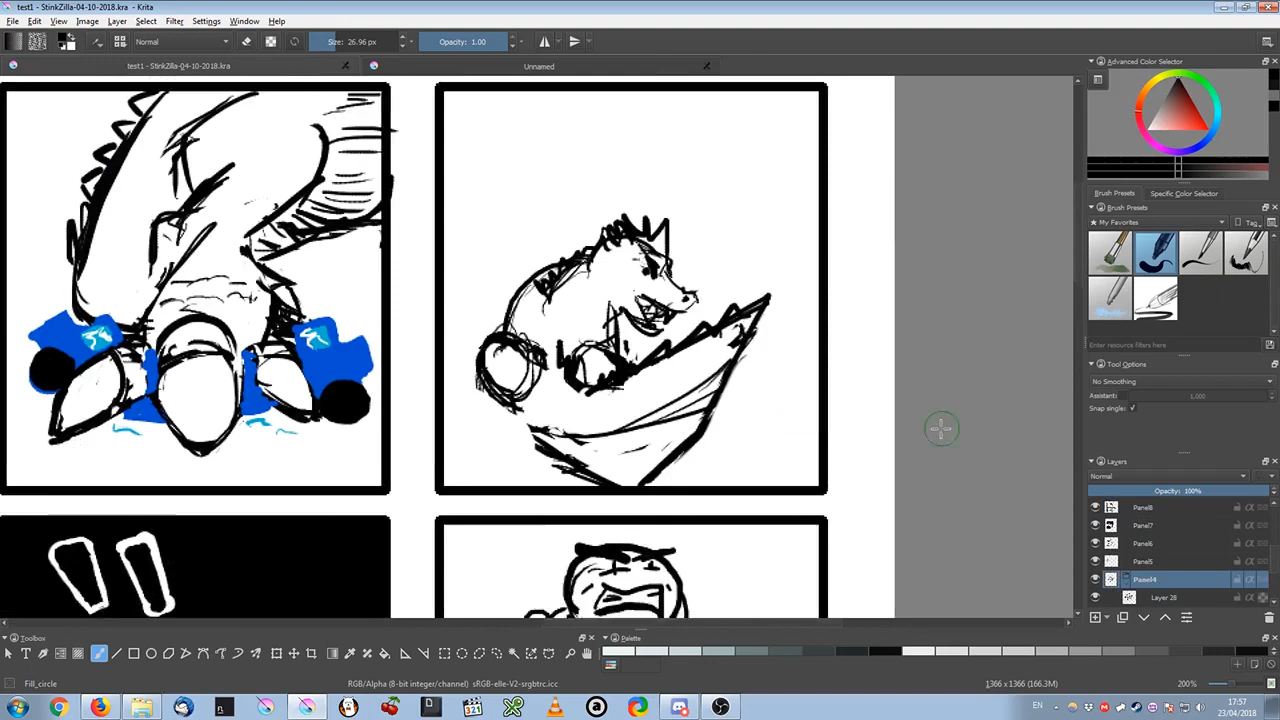 test1 - StinkZilla-04-10-2018.kra - Krita
File Edit View Image Layer Select Filter Settings Window Help
Normal Size: 26.96 px Opacity: 1.00
test1 - StinkZilla-04-10-2018.kra Unnamed
Advanced Color Selector
Brush Presets Specific Color Selector
Brush Presets
My Favorites Tag
Enter resource filters here
Tool Options
No Smoothing
Assistant: 1,000
Snap single: ✓
Layers
Normal
Opacity: 100%
Panel8
Panel7
Panel6
Panel5
Panel4
Layer 28
Toolbox Palette
Fill_circle RGB/Alpha (8-bit integer/channel) sRGB-elle-V2-srgbtrc.icc 1366 x 1366 (166.3M) 200%
EN 17:57
23/04/2018